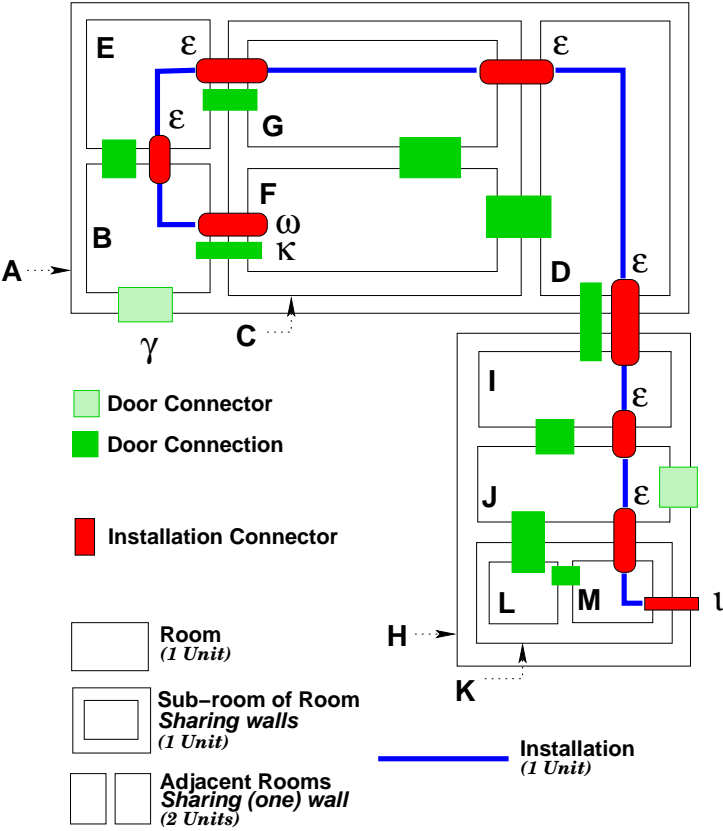 E
ε
ε
ε
G
F
B
ω
κ
A
D
ε
C
γ
I
ε
Door Connector
Door Connection
J
ε
Installation Connector
L
M
ι
H
K
Room
(1 Unit)
Sub–room of Room
Sharing walls
(1 Unit)
Installation
(1 Unit)
Adjacent Rooms
Sharing (one) wall
(2 Units)